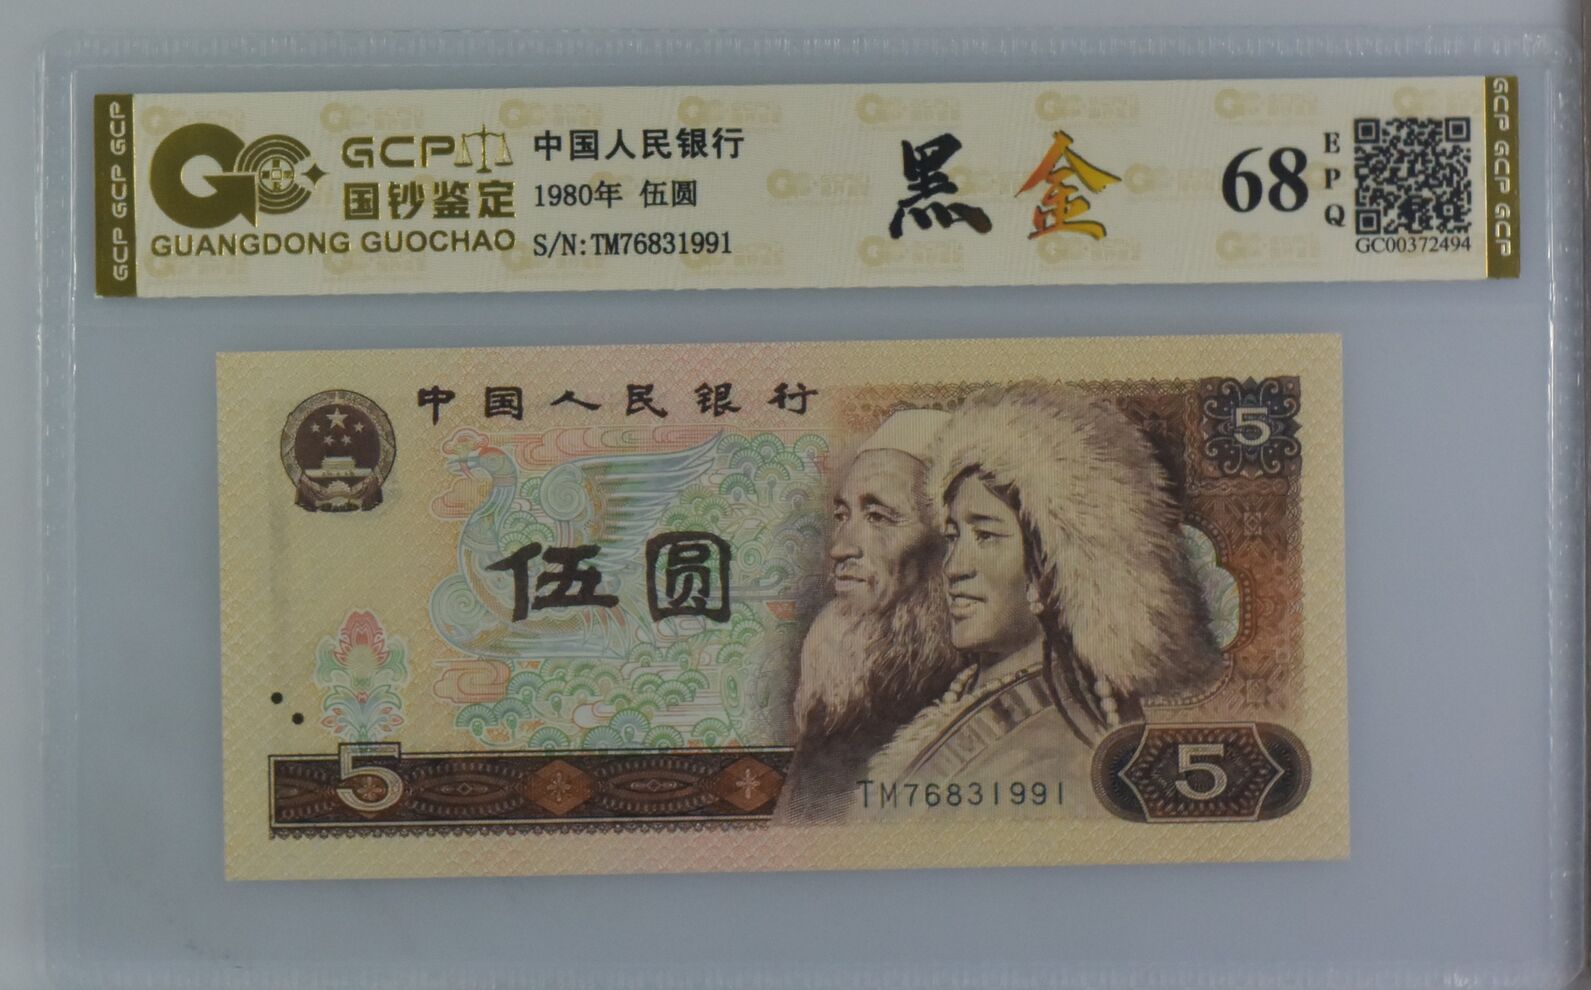 GCP GCP GCP
GCP
国钞鉴定
GUANGDONG GUOCHAO
中国人民银行
1980年 伍圆
S/N:TM76831991
黑金
68
EPQ
GC00372494
GCP GCP GCP
中国人民银行
5
伍圆
5
TM76831991
5